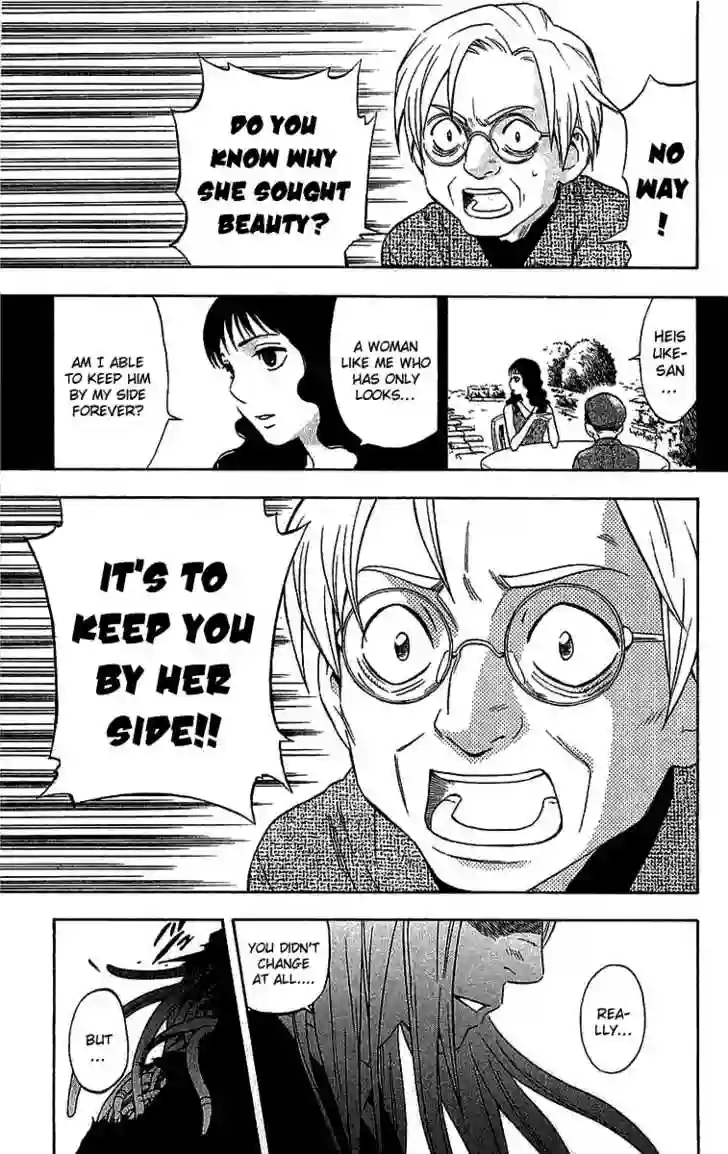 NO
WAY
!
DO YOU
KNOW WHY
SHE SOUGHT
BEAUTY?
HEIS
UKE-
SAN
...
A WOMAN
LIKE ME WHO
HAS ONLY
LOOKS...
AM I ABLE
TO KEEP HIM
BY MY SIDE
FOREVER?
IT'S TO
KEEP YOU
BY HER
SIDE!!
REA-
LLY...
YOU DIDN'T
CHANGE
AT ALL....
BUT
...